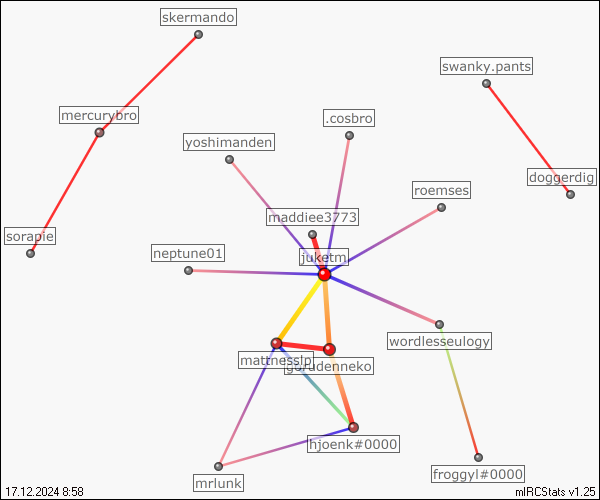 skermando
swanky.pants
mercurybro
.cosbro
yoshimanden
doggerdig
roemses
maddiee3773
sorapie
neptune01
juketm
wordlesseulogy
mattnesslp
hjoenk#0000
froggyl#0000
mrlunk
17.12.2024 8:58
mIRCStats v1.25